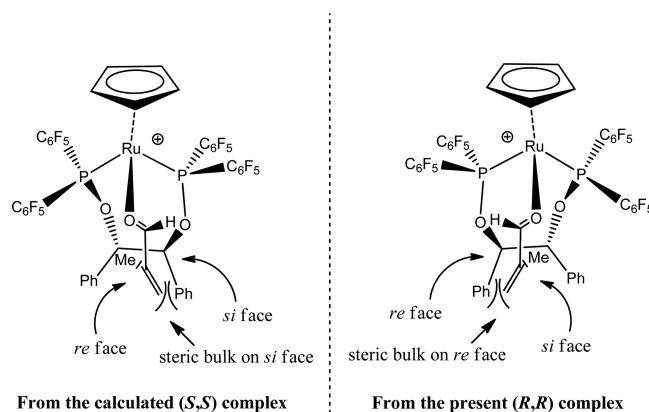 C6F5
C6F5
Ru
⊕
P
P
C6F5
C6F5
C6F5
O
O
H
O
Me
Ph
Ph
re face
si face
steric bulk on si face
From the calculated (S,S) complex
C6F5
C6F5
⊕
Ru
P
P
C6F5
C6F5
C6F5
O
H
O
O
Me
Ph
Ph
re face
steric bulk on re face
si face
From the present (R,R) complex